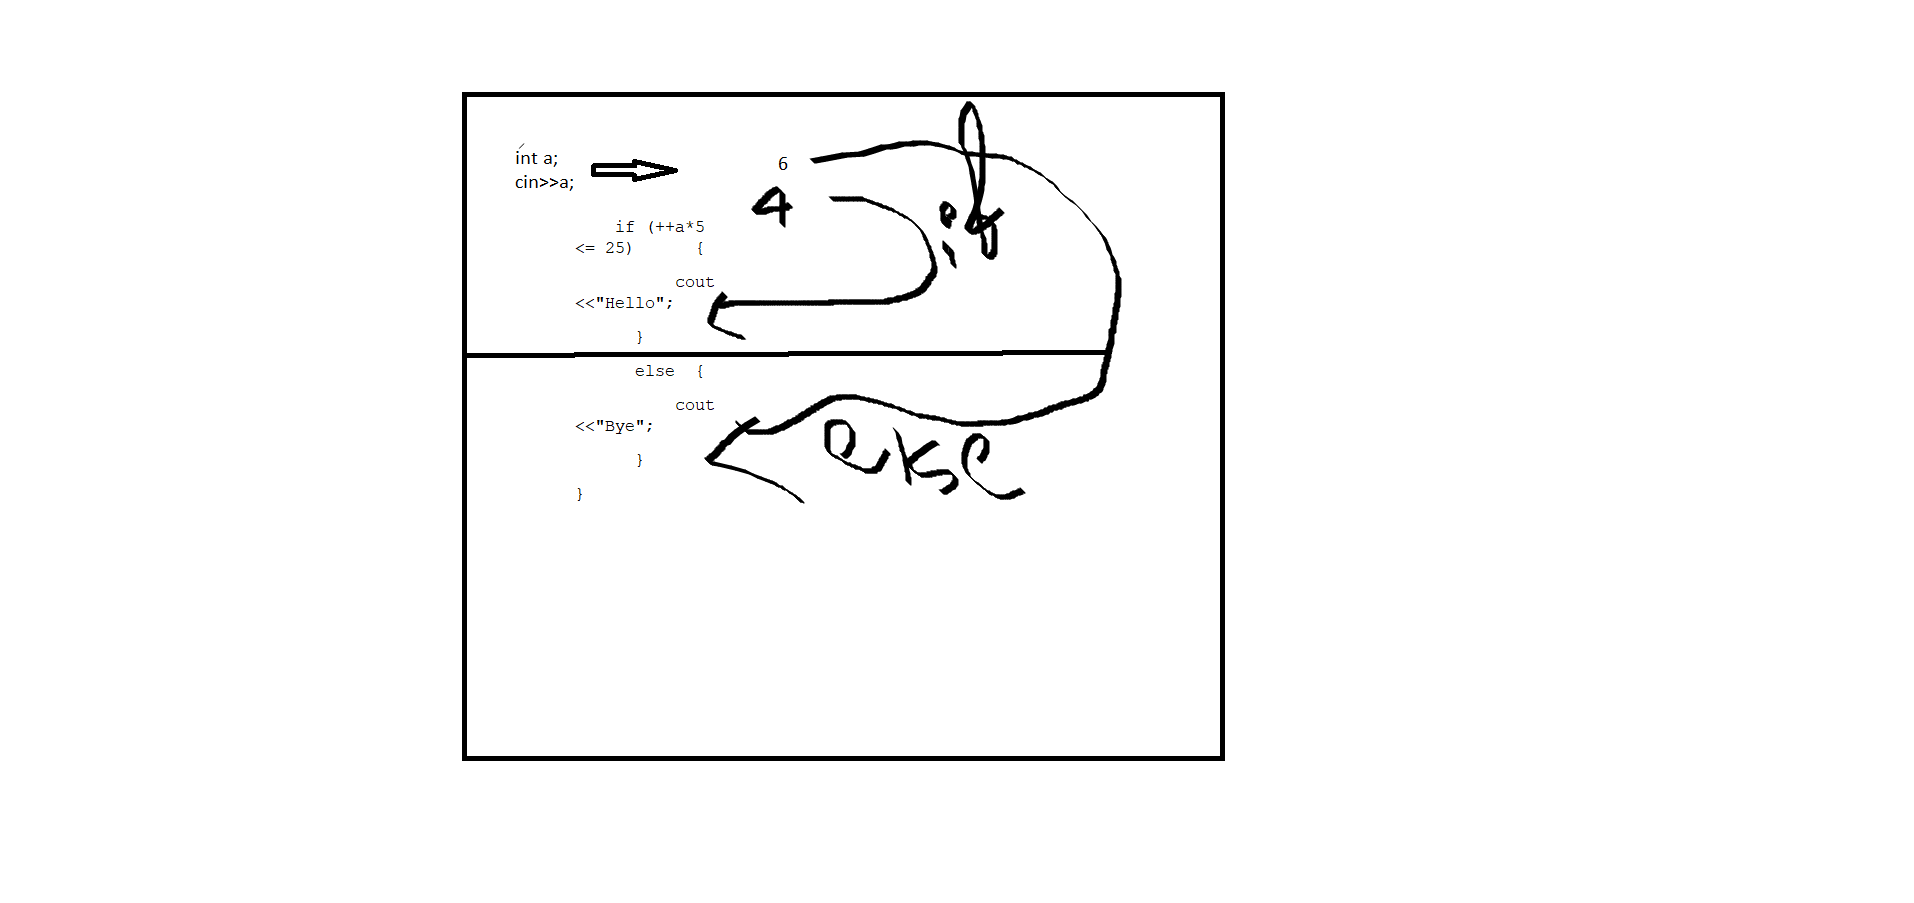 int a;
cin>>a;
6
4
if (++a*5
<= 25) {
if
cout
<<"Hello";
}
else {
cout
<<"Bye";
else
}
}